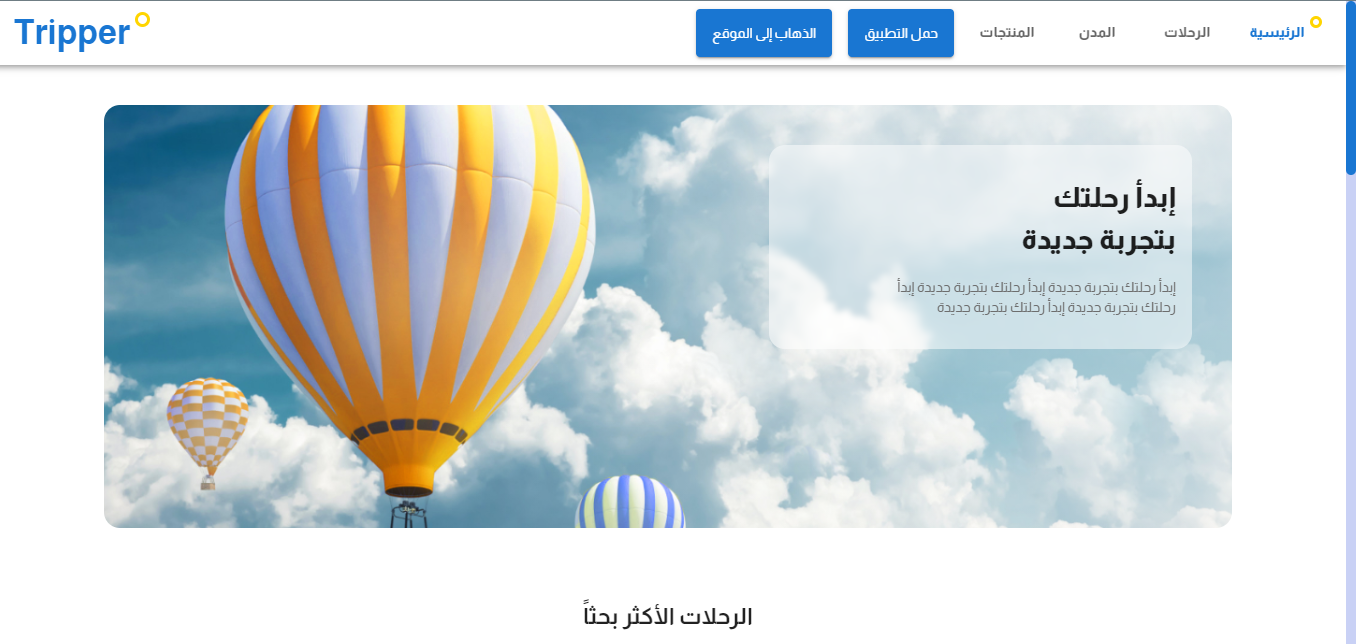 الرئيسية
الرحلات
المدن
المنتجات
حمل التطبيق
الذهاب إلى الموقع
Tripper
إبدأ رحلتك
بتجربة جديدة
إبدأ رحلتك بتجربة جديدة إبدأ رحلتك بتجربة جديدة إبدأ
رحلتك بتجربة جديدة إبدأ رحلتك بتجربة جديدة
الرحلات الأكثر بحثاً